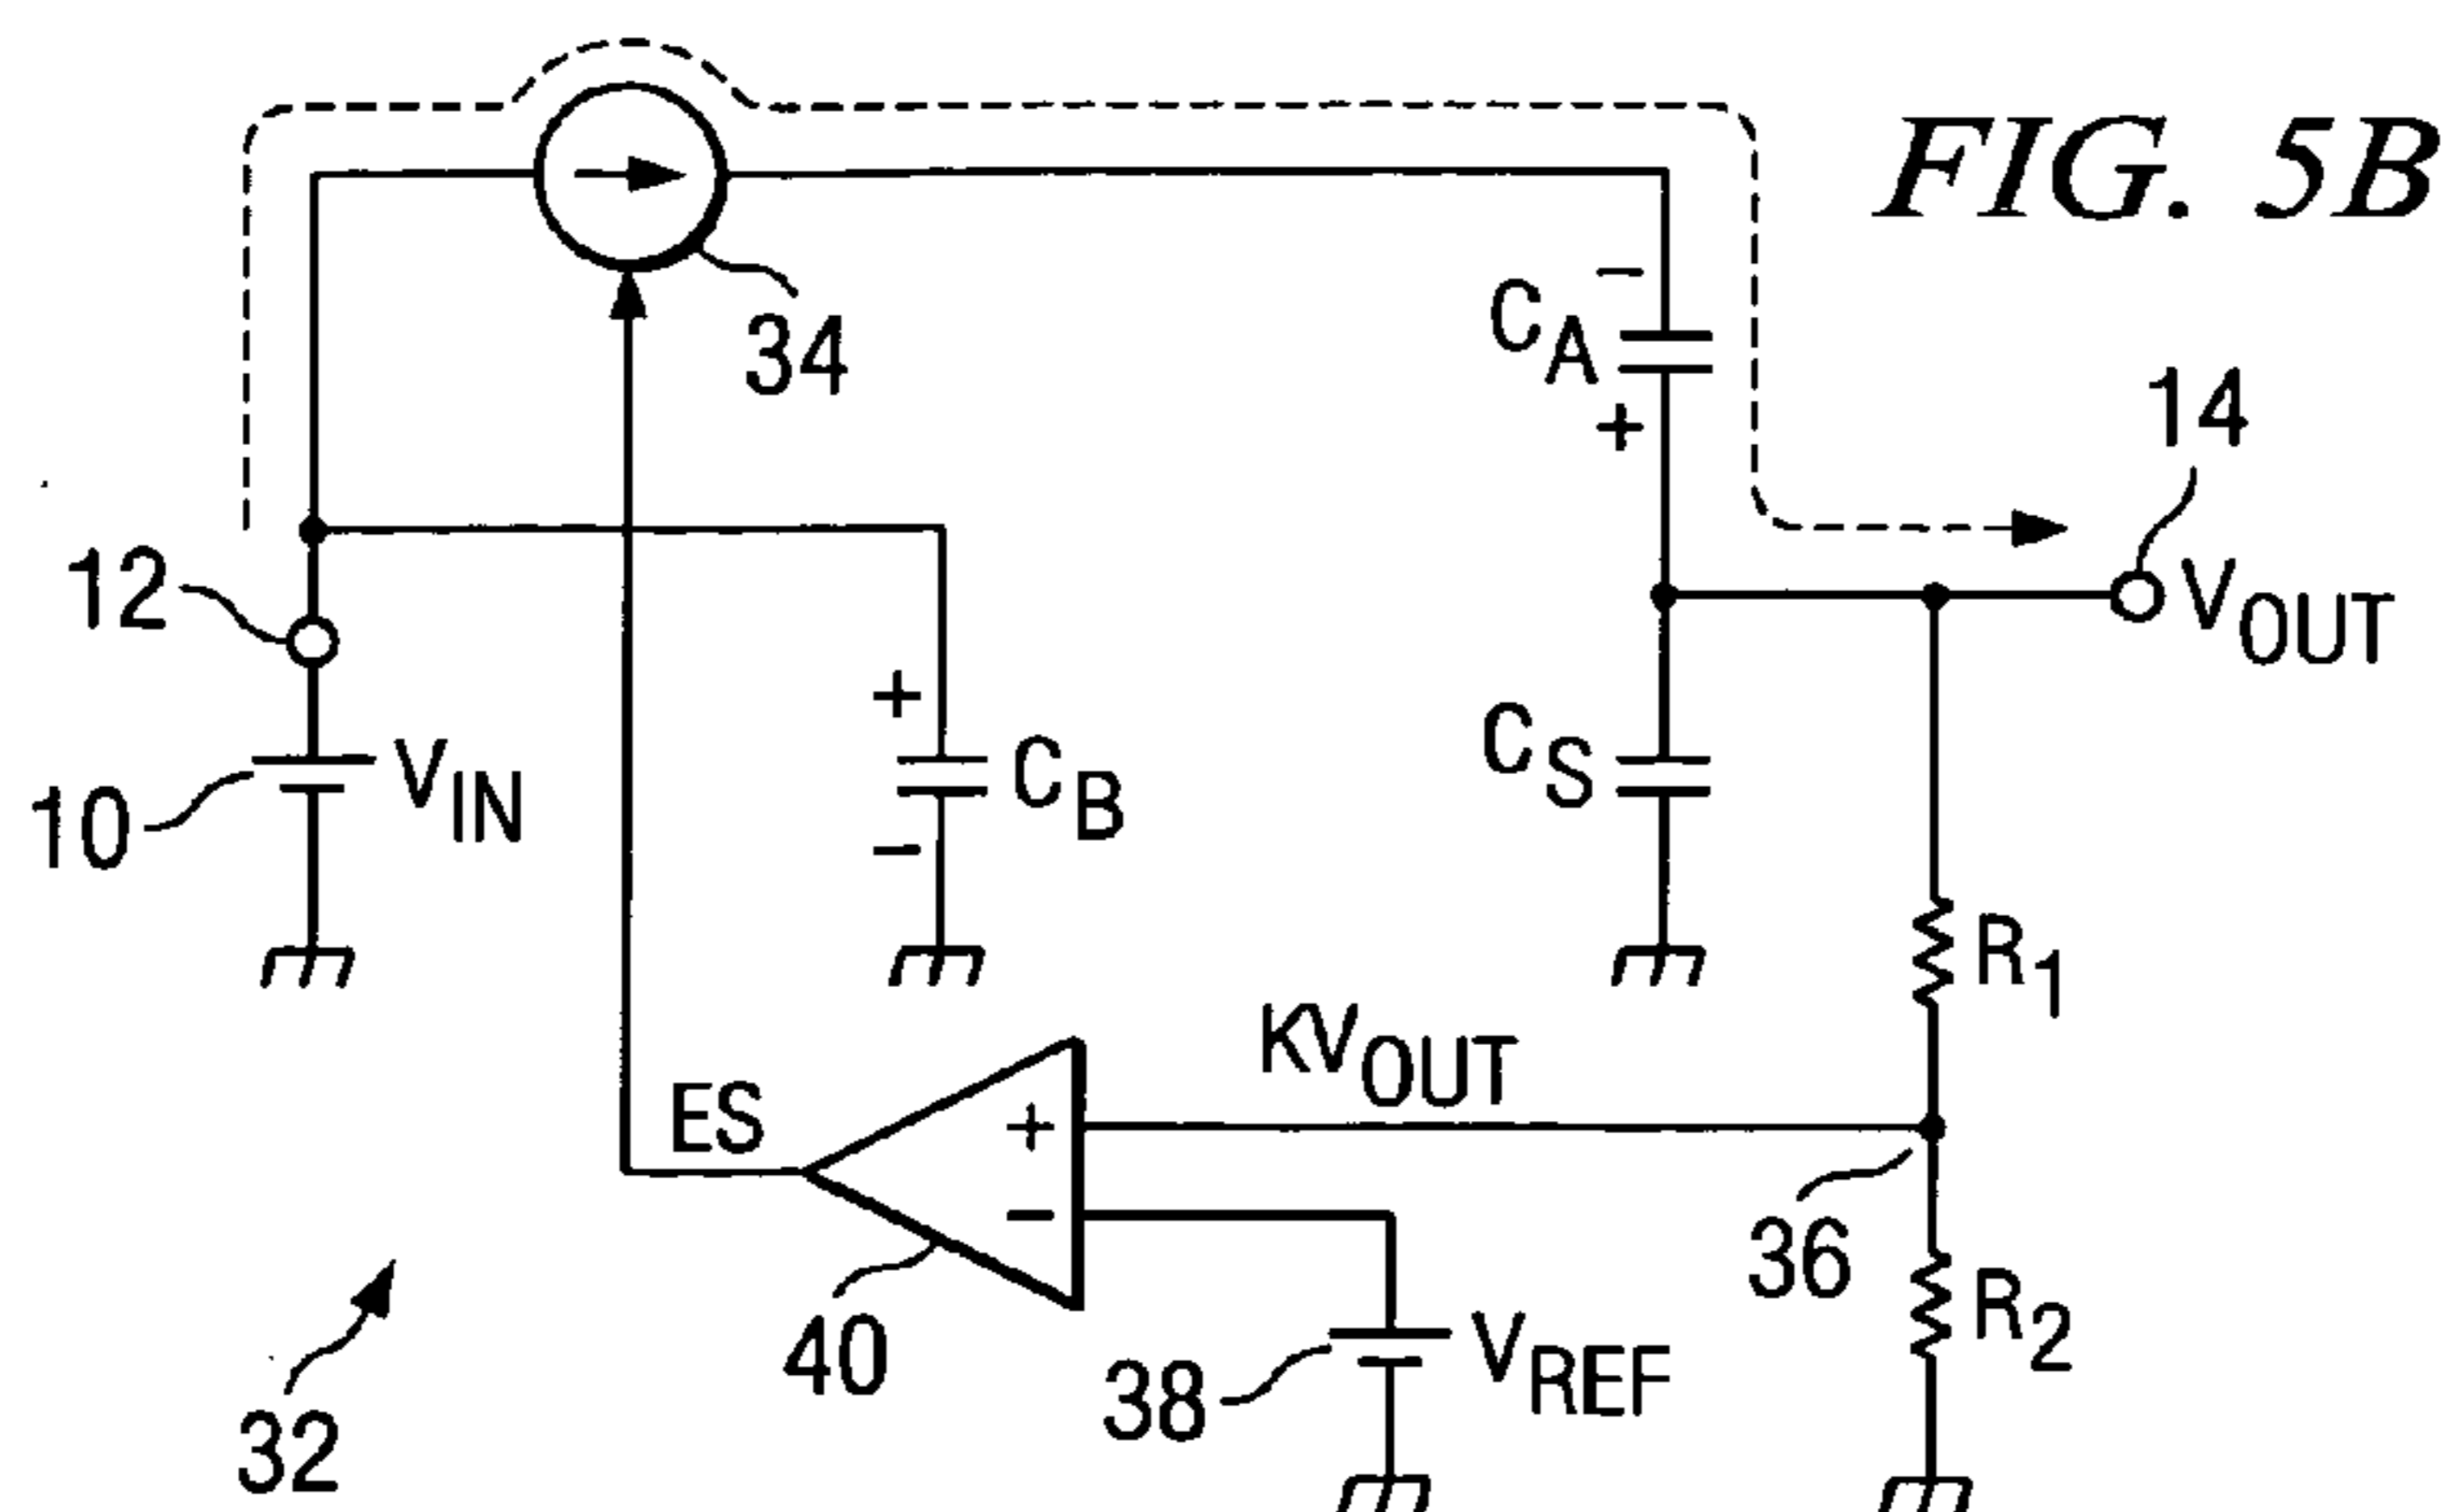 FIG. 5B
34
C_A
-
+
14
12
V_OUT
10
V_IN
+
C_B
-
C_S
R_1
KV_OUT
ES
+
-
36
40
38
V_REF
R_2
32